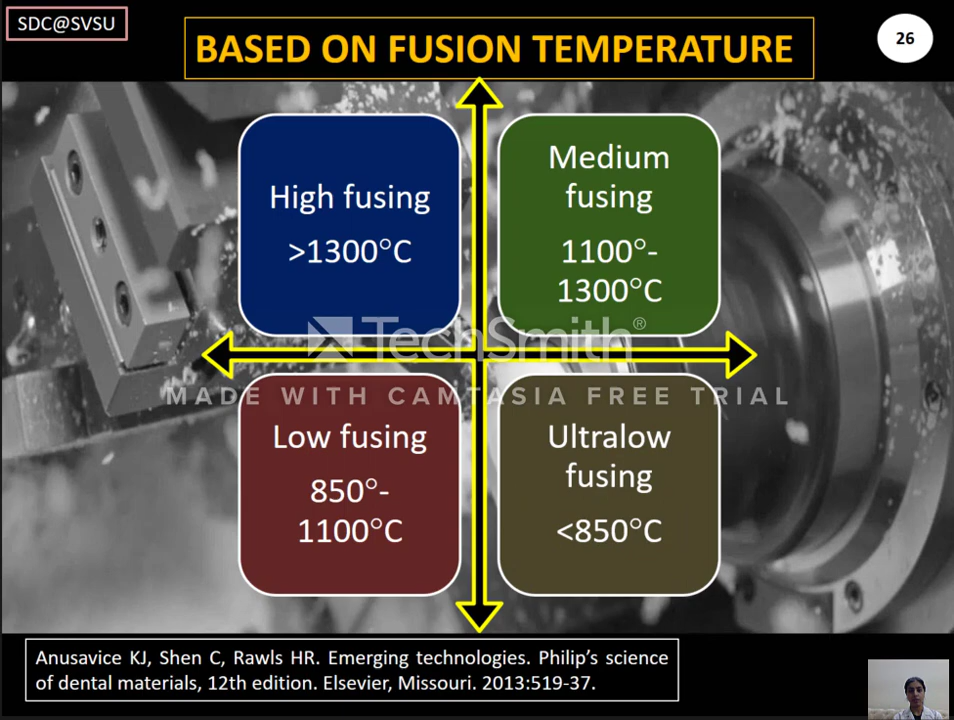 SDC@SVSU
BASED ON FUSION TEMPERATURE
26
High fusing
>1300°C
Medium
fusing
1100°-
1300°C
TechSmith®
MADE WITH CAMTASIA FREE TRIAL
Low fusing
850°-
1100°C
Ultralow
fusing
<850°C
Anusavice KJ, Shen C, Rawls HR. Emerging technologies. Philip's science
of dental materials, 12th edition. Elsevier, Missouri. 2013:519-37.